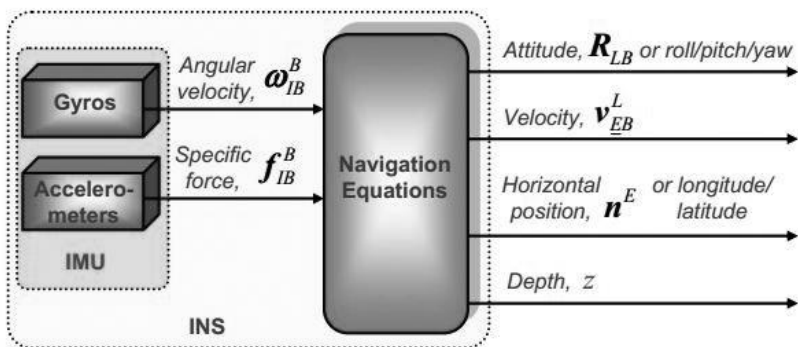 Gyros
Accelero-
meters
IMU
INS
Angular
velocity, ω^B_IB
Specific
force, f^B_IB
Navigation
Equations
Attitude, R_LB or roll/pitch/yaw
Velocity, v^L_EB
Horizontal
position, n^E or longitude/
latitude
Depth, z